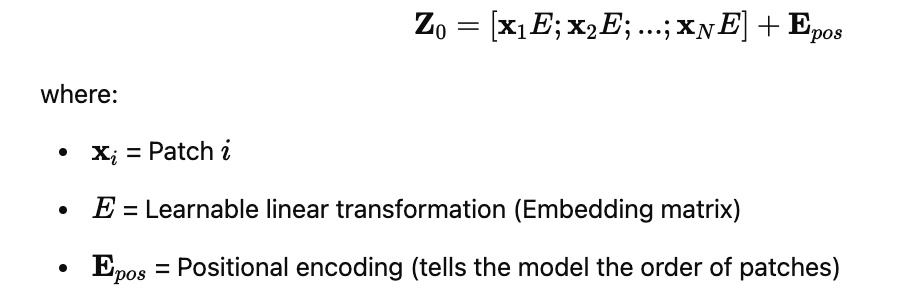 Z₀ = [x₁E; x₂E; ...; x_N E] + E_pos
where:
• x_i = Patch i
• E = Learnable linear transformation (Embedding matrix)
• E_pos = Positional encoding (tells the model the order of patches)